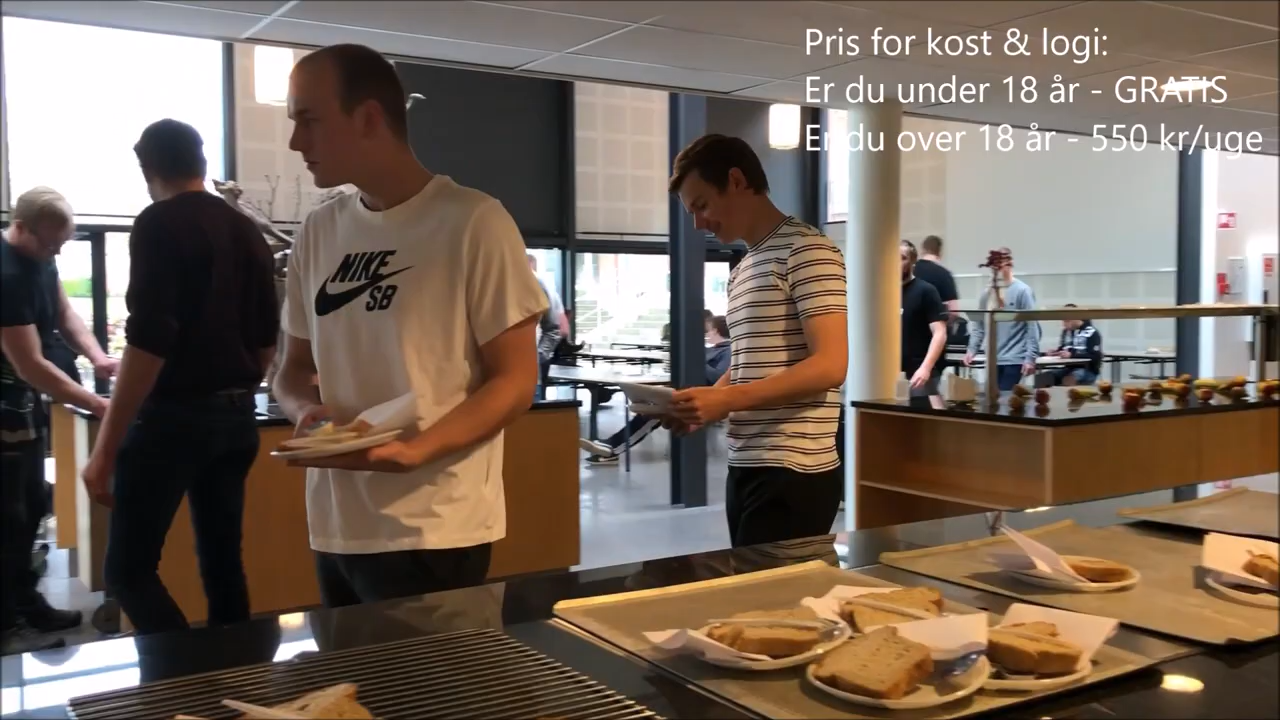 Pris for kost & logi:
Er du under 18 år - GRATIS
Er du over 18 år - 550 kr/uge
NIKE
SB